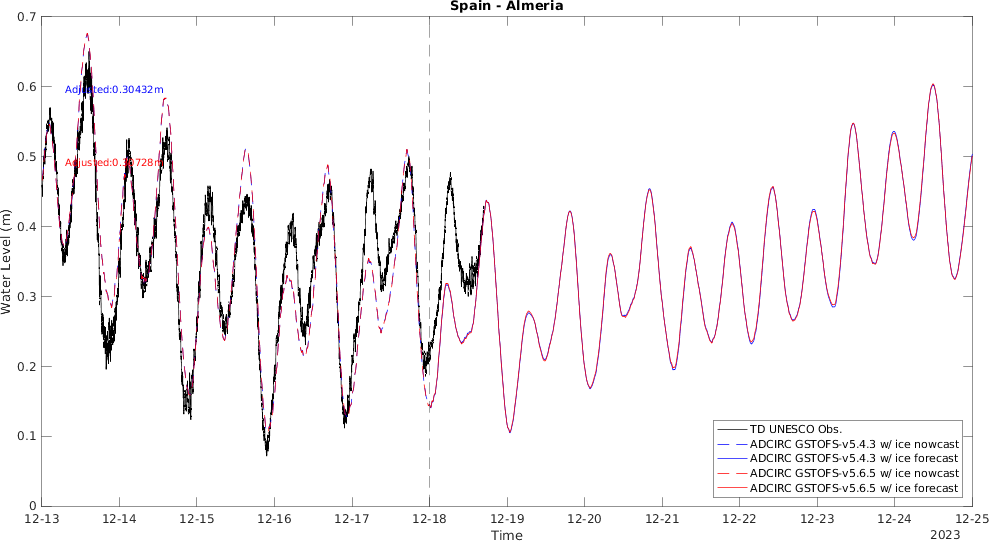 Spain - Almeria
0.7
0.6
0.5
0.4
0.3
0.2
0.1
0
Water Level (m)
Adjusted:0.30432m
Adjusted:0.30728m
TD UNESCO Obs.
ADCIRC GSTOFS-v5.4.3 w/ ice nowcast
ADCIRC GSTOFS-v5.4.3 w/ ice forecast
ADCIRC GSTOFS-v5.6.5 w/ ice nowcast
ADCIRC GSTOFS-v5.6.5 w/ ice forecast
12-13 12-14 12-15 12-16 12-17 12-18 12-19 12-20 12-21 12-22 12-23 12-24 12-25
Time
2023